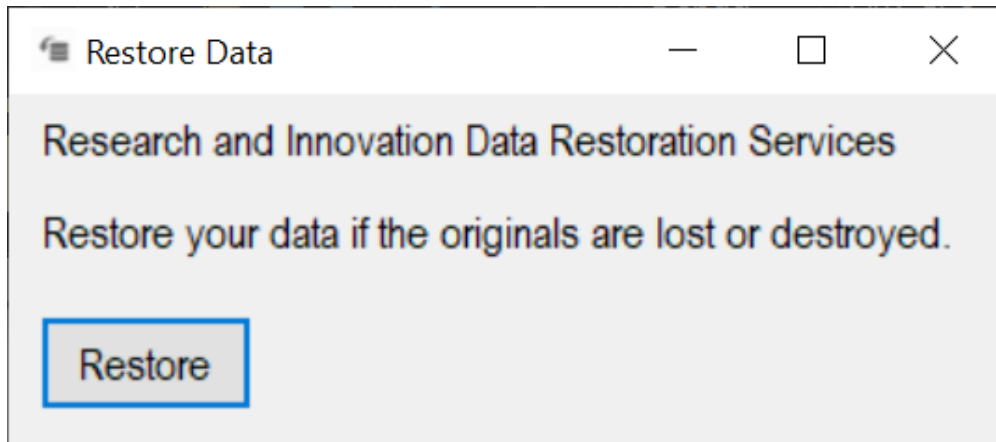 Restore Data
Research and Innovation Data Restoration Services
Restore your data if the originals are lost or destroyed.
Restore